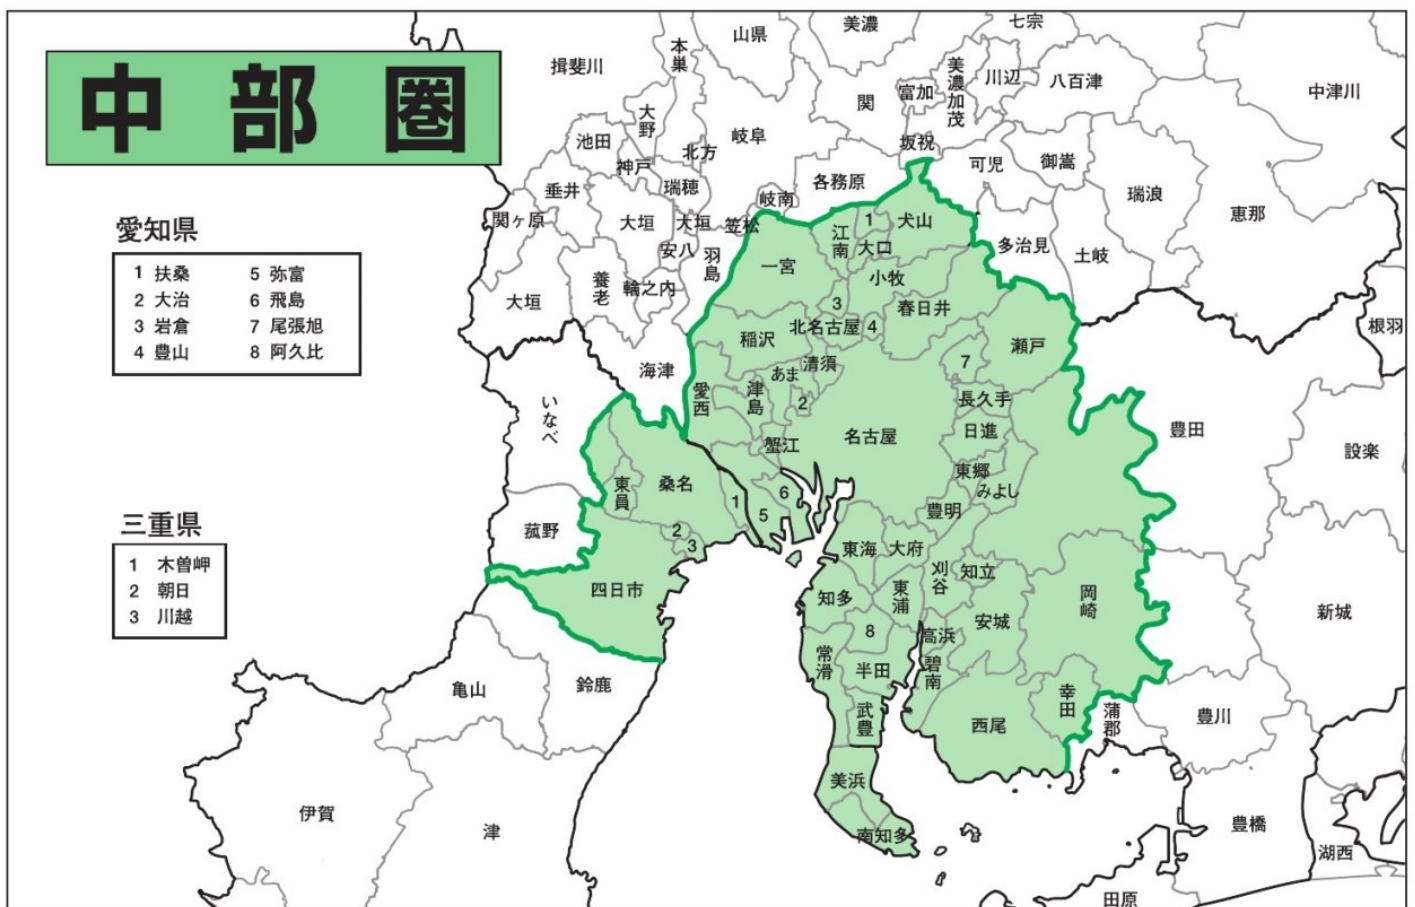 中部圏
愛知県
1 扶桑 5 弥富
2 大治 6 飛島
3 岩倉 7 尾張旭
4 豊山 8 阿久比
三重県
1 木曽岬
2 朝日
3 川越
揖斐川
本巣
山県
美濃
七宗
関
富加
美濃加茂
川辺
八百津
中津川
大野
池田
神戸
北方
岐阜
坂祝
可児
御嵩
瑞浪
恵那
垂井
瑞穂
各務原
岐南
関ヶ原
大垣
大垣
笠松
安八
羽島
養老
輪之内
大垣
海津
多治見
土岐
根羽
江南
1
犬山
大口
一宮
小牧
3
春日井
北名古屋
4
稲沢
清須
あま
7
瀬戸
愛西
津島
2
長久手
日進
名古屋
蟹江
東郷
みよし
豊明
豊田
設楽
いなべ
東員
桑名
1
5
6
菰野
2
3
四日市
東海
大府
刈谷
知立
岡崎
新城
知多
東浦
安城
8
高浜
常滑
半田
碧南
武豊
西尾
幸田
蒲郡
豊川
亀山
鈴鹿
美浜
南知多
伊賀
津
豊橋
湖西
田原